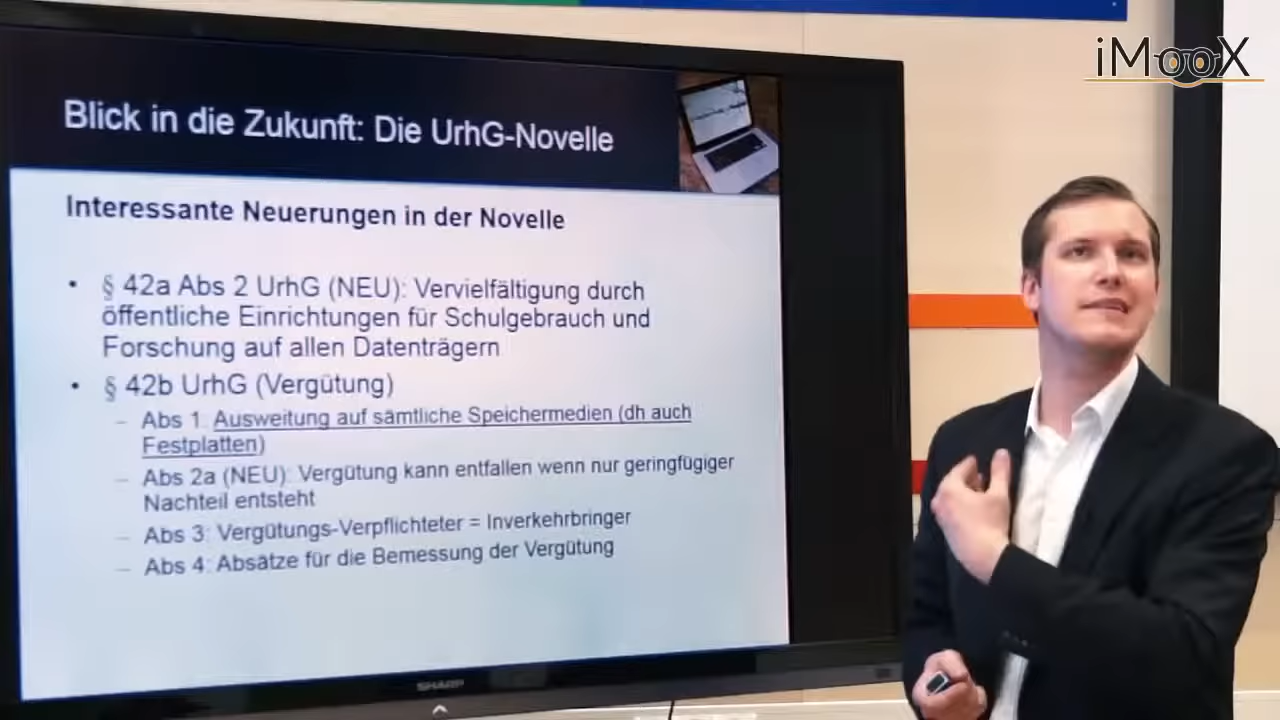 iMooX
Blick in die Zukunft: Die UrhG-Novelle
Interessante Neuerungen in der Novelle
• § 42a Abs 2 UrhG (NEU): Vervielfältigung durch
öffentliche Einrichtungen für Schulgebrauch und
Forschung auf allen Datenträgern
• § 42b UrhG (Vergütung)
– Abs 1: Ausweitung auf sämtliche Speichermedien (dh auch
Festplatten)
– Abs 2a (NEU): Vergütung kann entfallen wenn nur geringfügiger
Nachteil entsteht
– Abs 3: Vergütungs-Verpflichteter = Inverkehrbringer
– Abs 4: Absätze für die Bemessung der Vergütung
SHARP